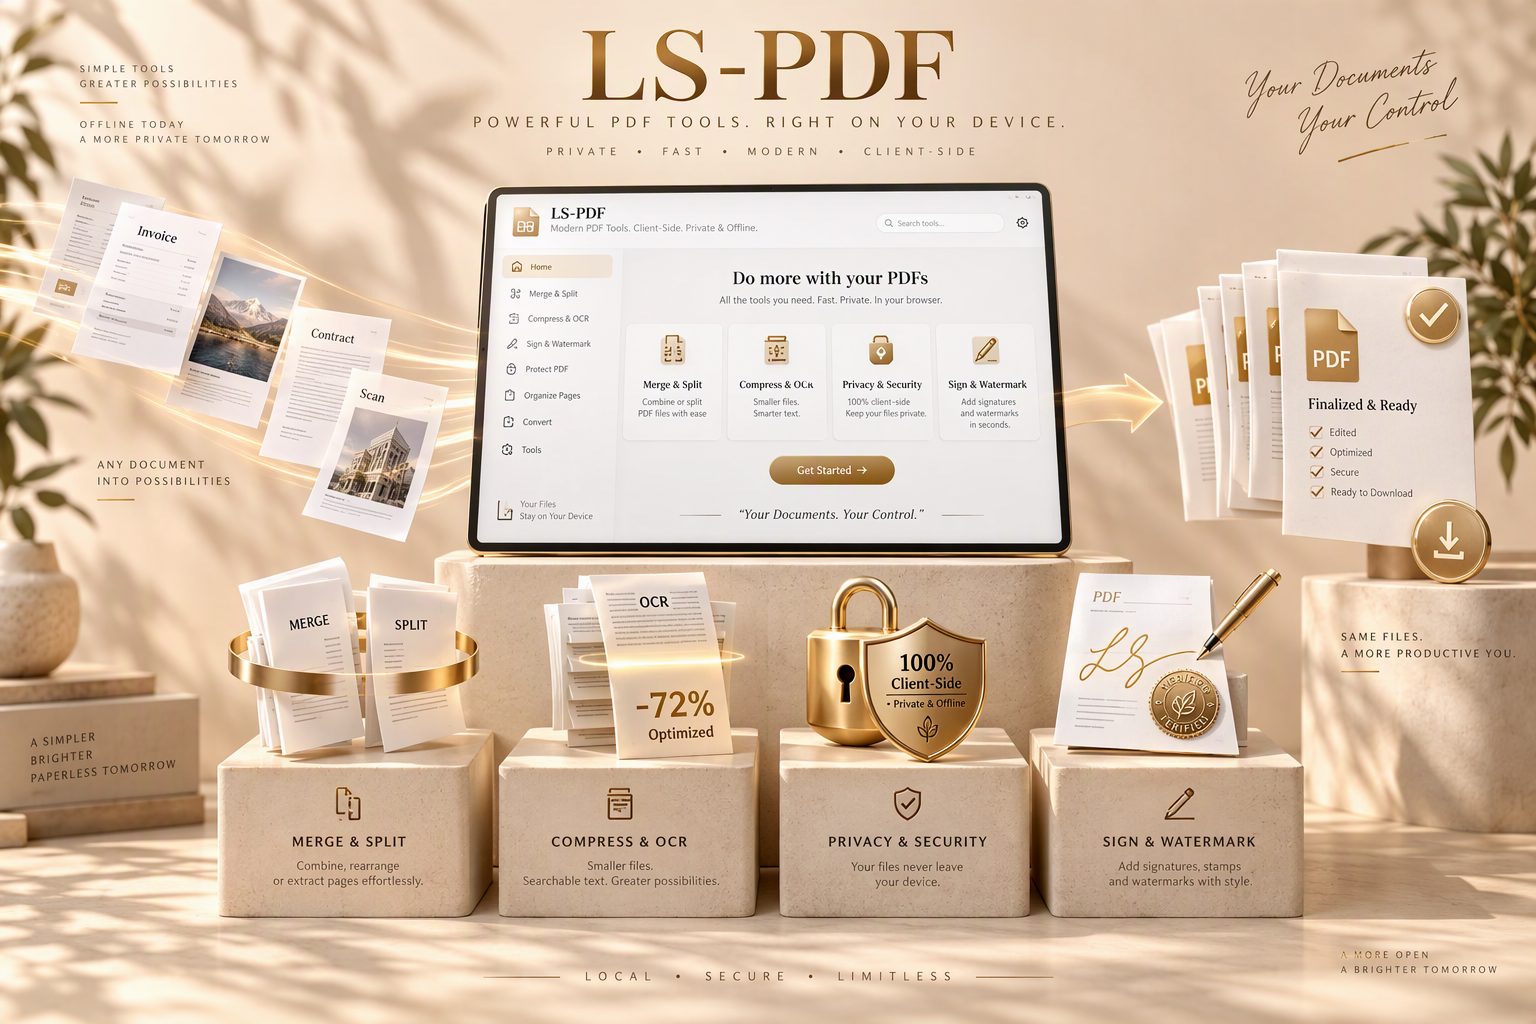 LS-PDF
POWERFUL PDF TOOLS. RIGHT ON YOUR DEVICE.
PRIVATE • FAST • MODERN • CLIENT-SIDE
SIMPLE TOOLS
GREATER POSSIBILITIES
OFFLINE TODAY
A MORE PRIVATE TOMORROW
Your Documents
Your Control
Invoice
Contract
Scan
ANY DOCUMENT
INTO POSSIBILITIES
LS-PDF
Modern PDF Tools. Client-Side. Private & Offline.
Search tools...
Home
Merge & Split
Compress & OCR
Sign & Watermark
Protect PDF
Organize Pages
Convert
Tools
Your Files
Stay on Your Device
Do more with your PDFs
All the tools you need. Fast. Private. In your browser.
Merge & Split
Combine or split
PDF files with ease
Compress & OCR
Smaller files.
Smarter text.
Privacy & Security
100% client-side
Keep your files private.
Sign & Watermark
Add signatures
and watermarks
in seconds.
Get Started →
“Your Documents. Your Control.”
PDF
Finalized & Ready
Edited
Optimized
Secure
Ready to Download
SAME FILES.
A MORE PRODUCTIVE YOU.
A SIMPLER
BRIGHTER
PAPERLESS TOMORROW
MERGE
SPLIT
OCR
-72%
Optimized
100%
Client-Side
• Private & Offline
PDF
LS
MERGE & SPLIT
Combine, rearrange
or extract pages effortlessly.
COMPRESS & OCR
Smaller files.
Searchable text. Greater possibilities.
PRIVACY & SECURITY
Your files never leave
your device.
SIGN & WATERMARK
Add signatures, stamps
and watermarks with style.
LOCAL • SECURE • LIMITLESS
A MORE OPEN
A BRIGHTER TOMORROW